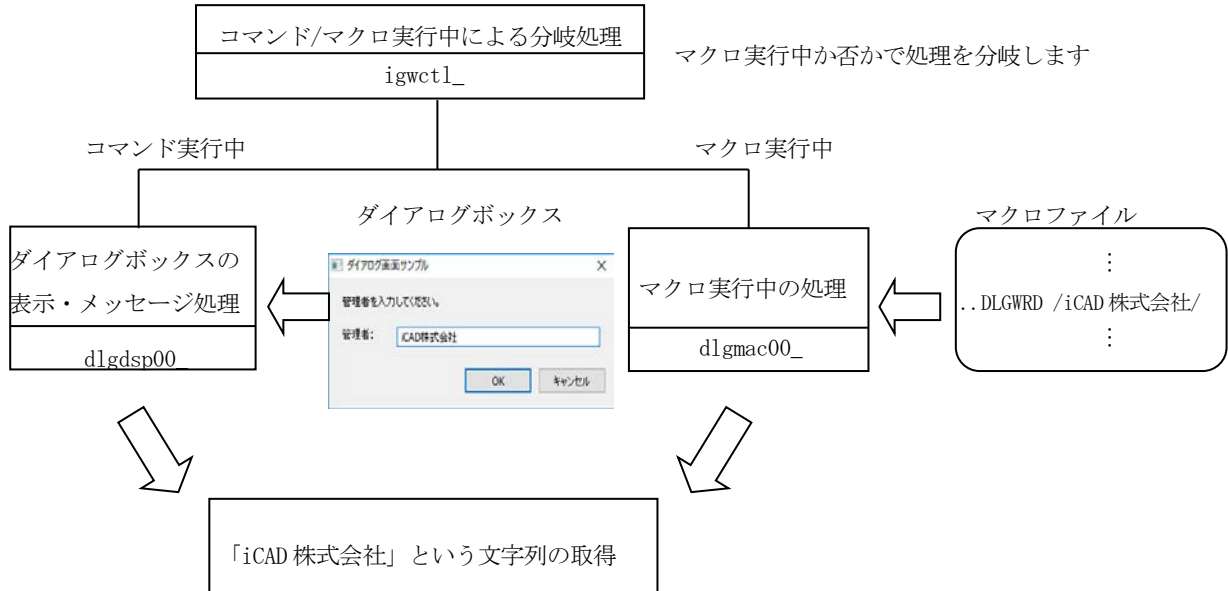 コマンド/マクロ実行中による分岐処理
igwctl_
マクロ実行中か否かで処理を分岐します
コマンド実行中
マクロ実行中
ダイアログボックス
マクロファイル
ダイアログボックスの
表示・メッセージ処理
dlgdsp00_
ダイアログ画面サンプル
管理者を入力してください。
管理者:
iCAD株式会社
OK
キャンセル
マクロ実行中の処理
dlgmac00_
⋮
..DLGWRD /iCAD株式会社/
⋮
「iCAD株式会社」という文字列の取得